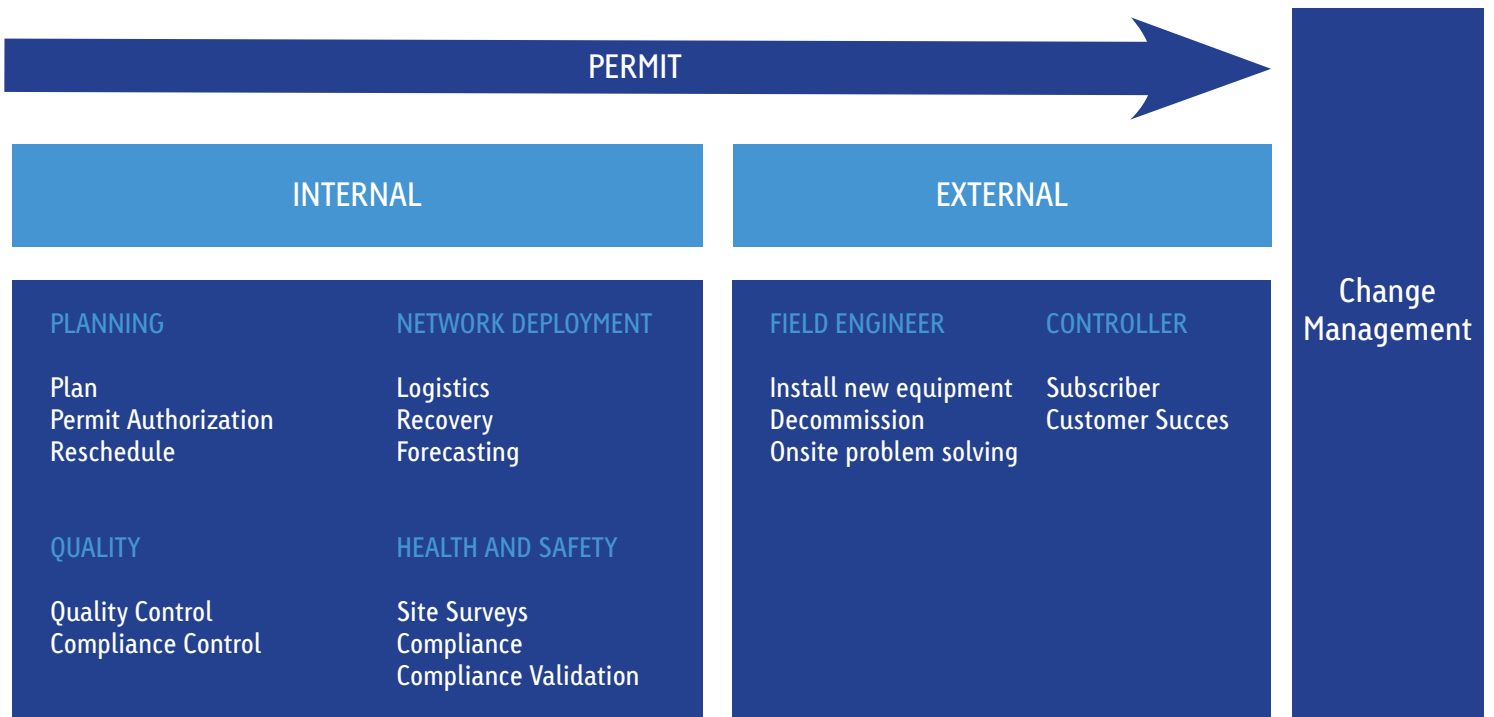 PERMIT
INTERNAL
EXTERNAL
Change
Management
PLANNING
Plan
Permit Authorization
Reschedule
NETWORK DEPLOYMENT
Logistics
Recovery
Forecasting
QUALITY
Quality Control
Compliance Control
HEALTH AND SAFETY
Site Surveys
Compliance
Compliance Validation
FIELD ENGINEER
Install new equipment
Decommission
Onsite problem solving
CONTROLLER
Subscriber
Customer Succes